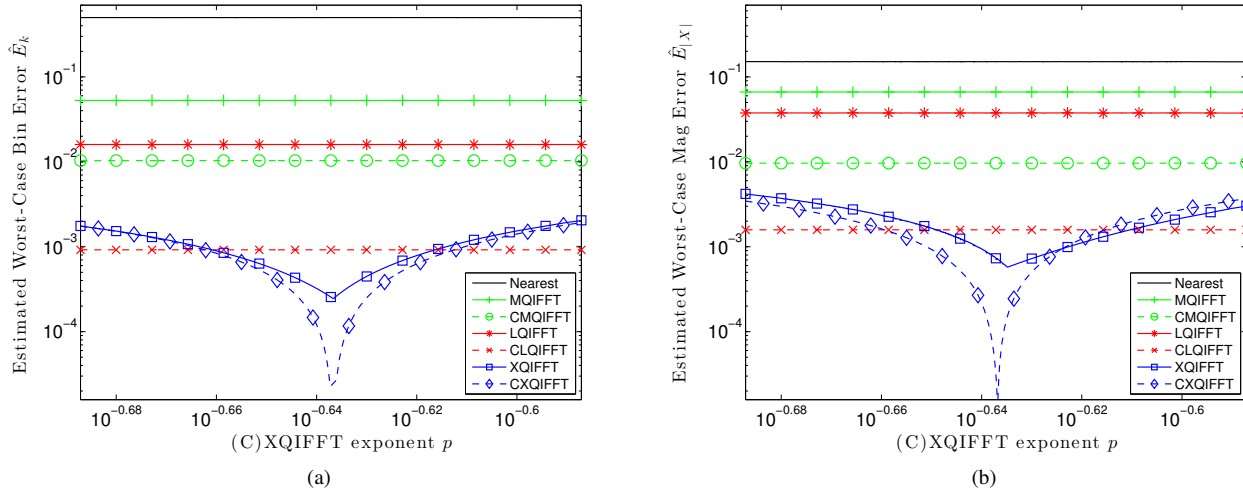 Estimated Worst-Case Bin Error Ê_k
10^−1
10^−2
10^−3
10^−4
Nearest
MQIFFT
CMQIFFT
LQIFFT
CLQIFFT
XQIFFT
CXQIFFT
10^−0.68 10^−0.66 10^−0.64 10^−0.62 10^−0.6
(C)XQIFFT exponent p
(a)
Estimated Worst-Case Mag Error Ê_|X|
10^−1
10^−2
10^−3
10^−4
Nearest
MQIFFT
CMQIFFT
LQIFFT
CLQIFFT
XQIFFT
CXQIFFT
10^−0.68 10^−0.66 10^−0.64 10^−0.62 10^−0.6
(C)XQIFFT exponent p
(b)